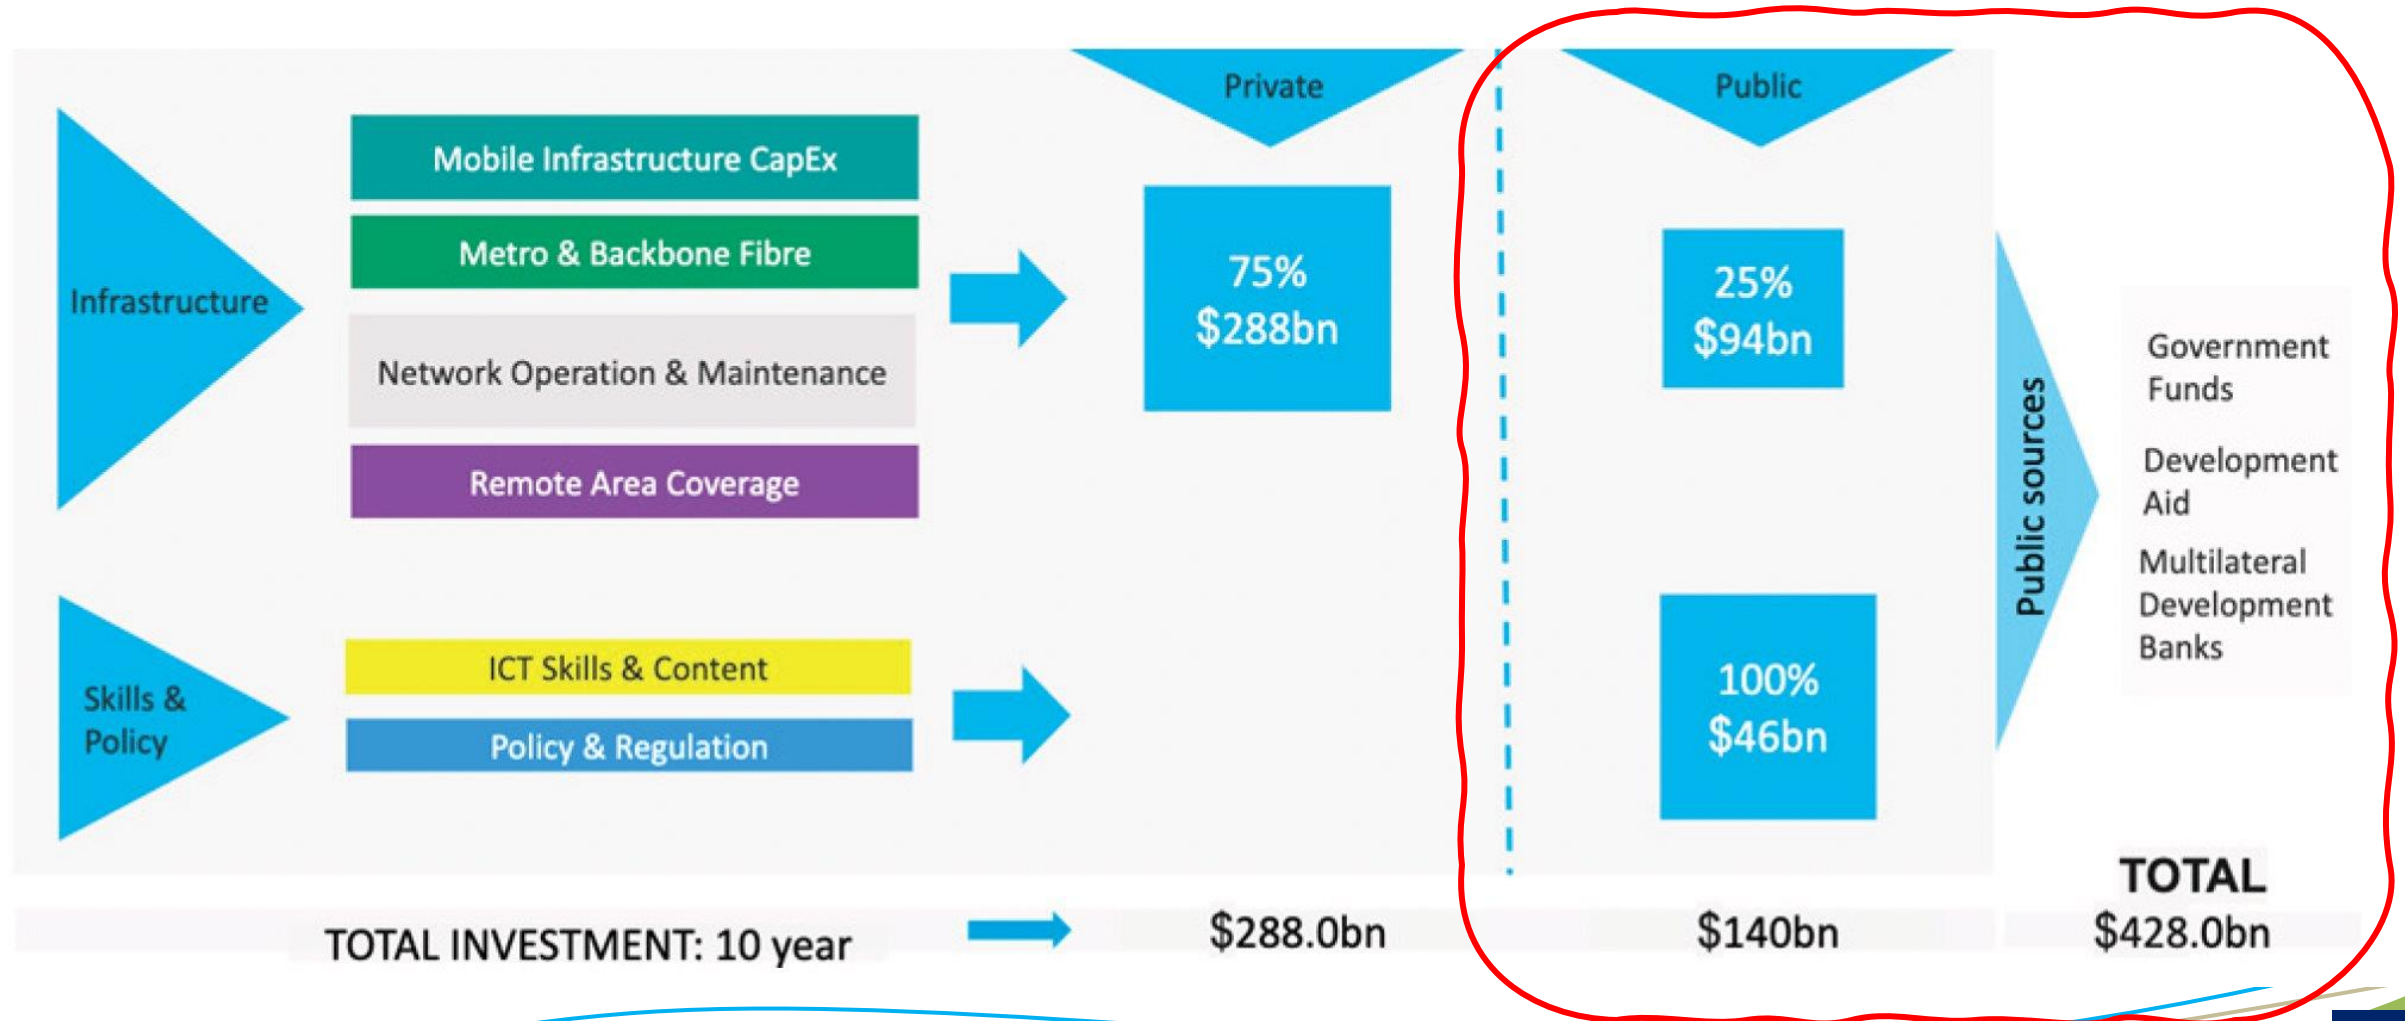 Private
Public
Infrastructure
Mobile Infrastructure CapEx
Metro & Backbone Fibre
Network Operation & Maintenance
Remote Area Coverage
75%
$288bn
25%
$94bn
Public sources
Government
Funds
Development
Aid
Multilateral
Development
Banks
Skills &
Policy
ICT Skills & Content
Policy & Regulation
100%
$46bn
TOTAL INVESTMENT: 10 year
$288.0bn
$140bn
TOTAL
$428.0bn